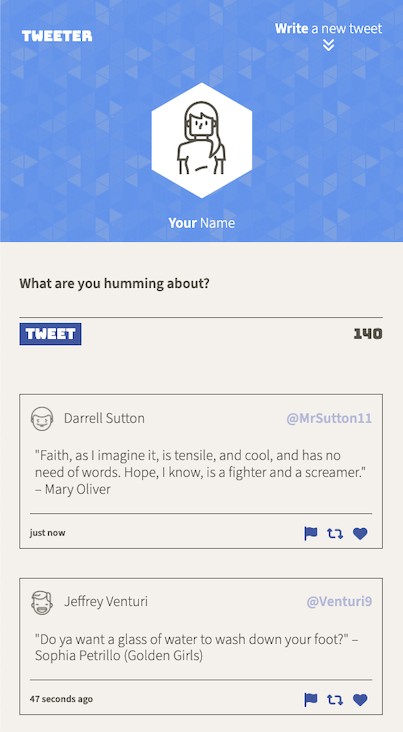 TWEETER
Write a new tweet
Your Name
What are you humming about?
TWEET
140
Darrell Sutton
@MrSutton11
"Faith, as I imagine it, is tensile, and cool, and has no
need of words. Hope, I know, is a fighter and a screamer."
– Mary Oliver
just now
Jeffrey Venturi
@Venturi9
"Do ya want a glass of water to wash down your foot?" –
Sophia Petrillo (Golden Girls)
47 seconds ago